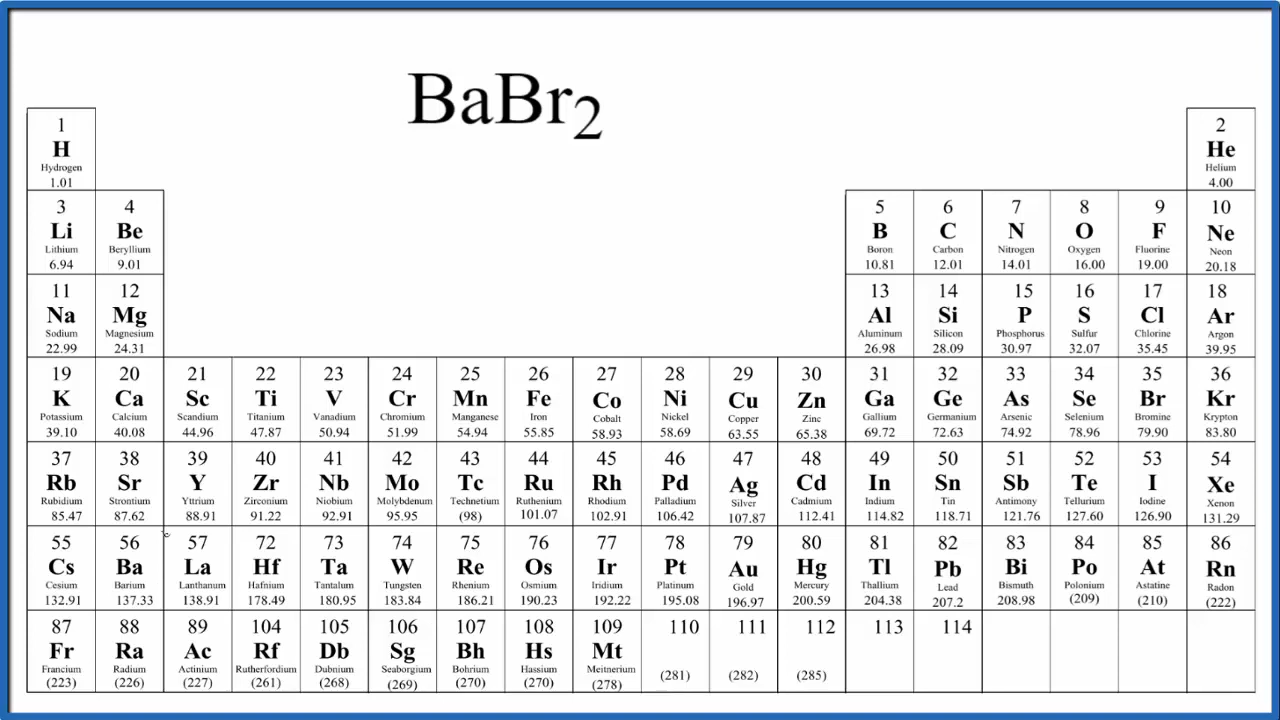 BaBr2
1 2
H He
Hydrogen Helium
1.01 4.00
3 4 5 6 7 8 9 10
Li Be B C N O F Ne
Lithium Beryllium Boron Carbon Nitrogen Oxygen Fluorine Neon
6.94 9.01 10.81 12.01 14.01 16.00 19.00 20.18
11 12 13 14 15 16 17 18
Na Mg Al Si P S Cl Ar
Sodium Magnesium Aluminum Silicon Phosphorus Sulfur Chlorine Argon
22.99 24.31 26.98 28.09 30.97 32.07 35.45 39.95
19 20 21 22 23 24 25 26 27 28 29 30 31 32 33 34 35 36
K Ca Sc Ti V Cr Mn Fe Co Ni Cu Zn Ga Ge As Se Br Kr
Potassium Calcium Scandium Titanium Vanadium Chromium Manganese Iron Cobalt Nickel Copper Zinc Gallium Germanium Arsenic Selenium Bromine Krypton
39.10 40.08 44.96 47.87 50.94 51.99 54.94 55.85 58.93 58.69 63.55 65.38 69.72 72.63 74.92 78.96 79.90 83.80
37 38 39 40 41 42 43 44 45 46 47 48 49 50 51 52 53 54
Rb Sr Y Zr Nb Mo Tc Ru Rh Pd Ag Cd In Sn Sb Te I Xe
Rubidium Strontium Yttrium Zirconium Niobium Molybdenum Technetium Ruthenium Rhodium Palladium Silver Cadmium Indium Tin Antimony Tellurium Iodine Xenon
85.47 87.62 88.91 91.22 92.91 95.95 (98) 101.07 102.91 106.42 107.87 112.41 114.82 118.71 121.76 127.60 126.90 131.29
55 56 57 72 73 74 75 76 77 78 79 80 81 82 83 84 85 86
Cs Ba La Hf Ta W Re Os Ir Pt Au Hg Tl Pb Bi Po At Rn
Cesium Barium Lanthanum Hafnium Tantalum Tungsten Rhenium Osmium Iridium Platinum Gold Mercury Thallium Lead Bismuth Polonium Astatine Radon
132.91 137.33 138.91 178.49 180.95 183.84 186.21 190.23 192.22 195.08 196.97 200.59 204.38 207.2 208.98 (209) (210) (222)
87 88 89 104 105 106 107 108 109 110 111 112 113 114
Fr Ra Ac Rf Db Sg Bh Hs Mt
Francium Radium Actinium Rutherfordium Dubnium Seaborgium Bohrium Hassium Meitnerium
(223) (226) (227) (261) (268) (269) (270) (270) (278) (281) (282) (285)